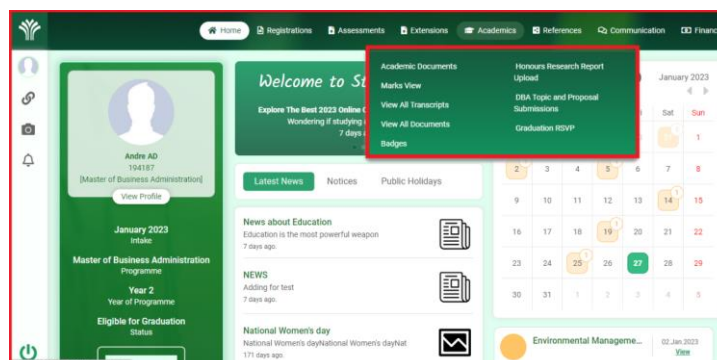 Home
Registrations
Assessments
Extensions
Academics
References
Communication
Financ
Andre AD
194187
[Master of Business Administration]
View Profile
January 2023
Intake
Master of Business Administration
Programme
Year 2
Year of Programme
Eligible for Graduation
Status
Welcome to St
Explore The Best 2023 Online C
Wondering if studying
7 days a
Academic Documents
Marks View
View All Transcripts
View All Documents
Badges
Honours Research Report
Upload
DBA Topic and Proposal
Submissions
Graduation RSVP
Latest News
Notices
Public Holidays
News about Education
Education is the most powerful weapon
7 days ago.
NEWS
Adding for test
7 days ago.
National Women's day
National Women's dayNational Women's dayNat
171 days ago
January 2023
Sat Sun
1
2 3 4 5 6 7 8
9 10 11 12 13 14 15
16 17 18 19 20 21 22
23 24 25 26 27 28 29
30 31 1 2 3 4 5
Environmental Manageme...
02.Jan.2023
View